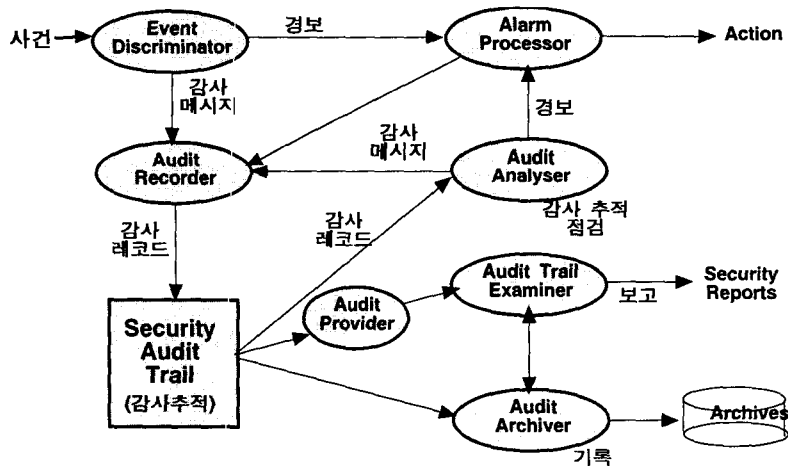 사건
Event
Discriminator
경보
Alarm
Processor
Action
감사
메시지
경보
감사
메시지
Audit
Recorder
Audit
Analyser
감사 추적
점검
감사
레코드
감사
레코드
Audit Trail
Examiner
보고
Security
Reports
Audit
Provider
Security
Audit
Trail
(감사추적)
Audit
Archiver
기록
Archives